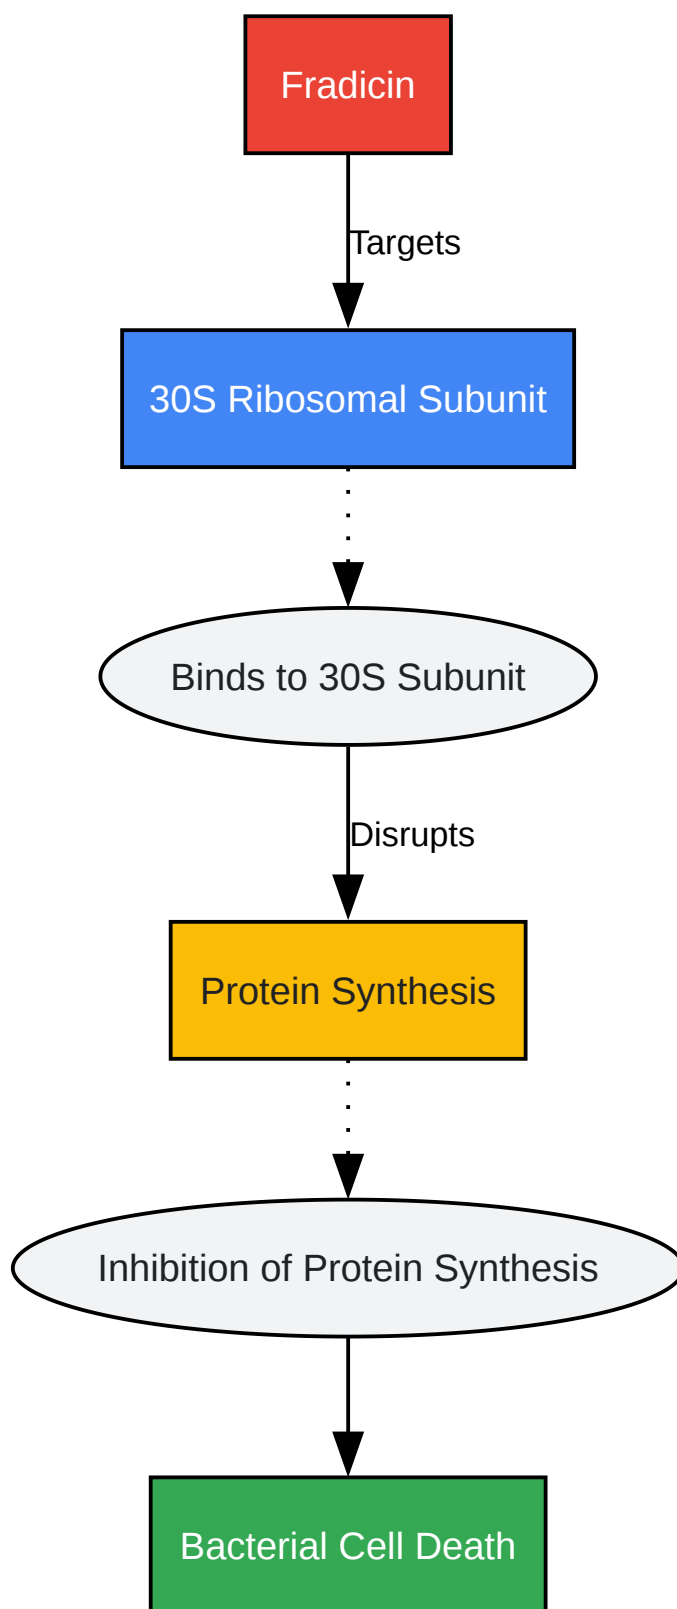 Fradicin
Targets
30S Ribosomal Subunit
Binds to 30S Subunit
Disrupts
Protein Synthesis
Inhibition of Protein Synthesis
Bacterial Cell Death